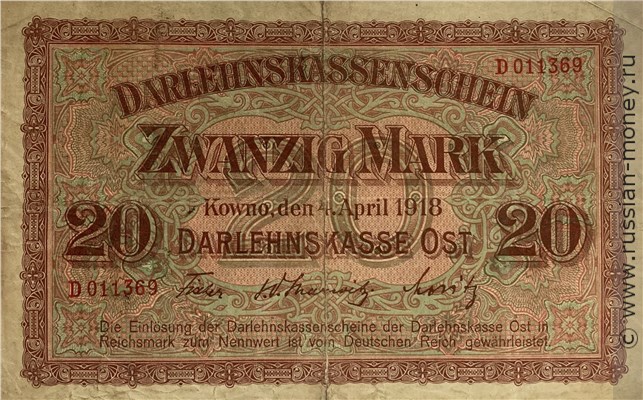 D 011369
DARLEHNSKASSENSCHEIN
ZWANZIG MARK
20
20
20
Kowno, den 4. April 1918
DARLEHNSKASSE OST
D 011369
Die Einlösung der Darlehnskassenscheine der Darlehnskasse Ost in
Reichsmark zum Nennwert ist vom Deutschen Reich gewährleistet.
© www.russian-money.ru